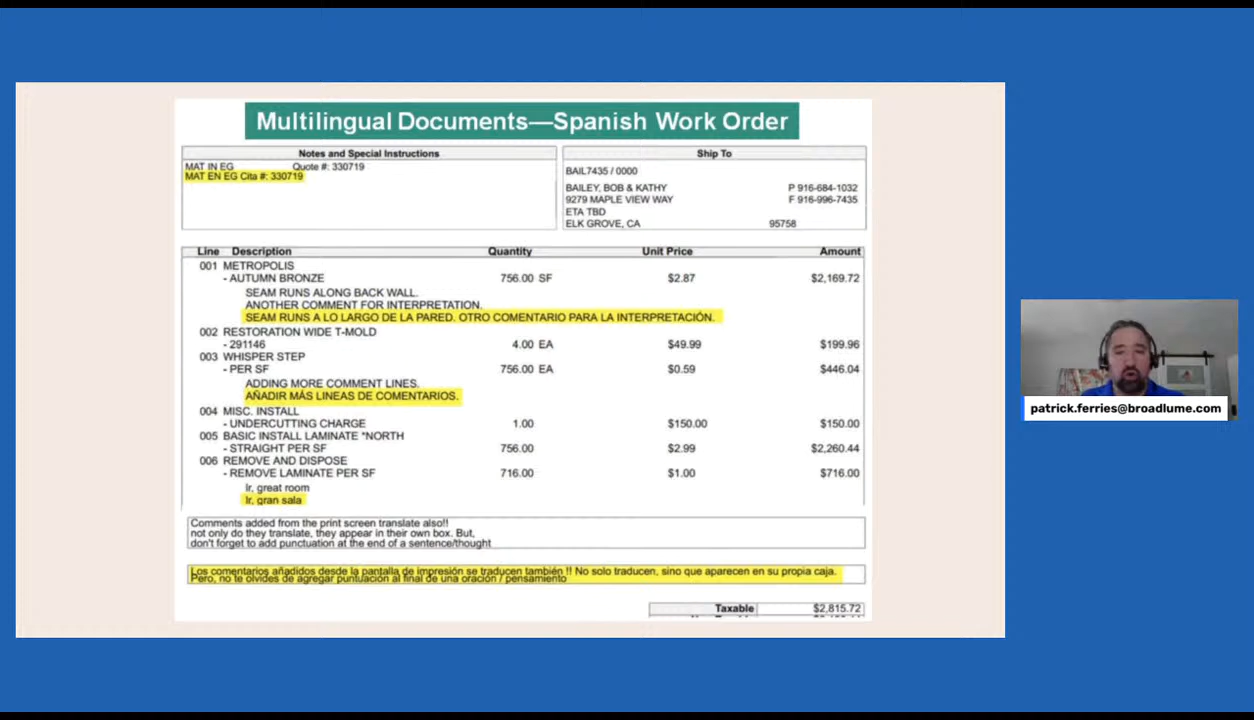 Multilingual Documents—Spanish Work Order
Notes and Special Instructions
MAT IN EG Quote #: 330719
MAT EN EG Cita #: 330719
Ship To
BAIL7435 / 0000
BAILEY, BOB & KATHY P 916-684-1032
9279 MAPLE VIEW WAY F 916-996-7435
ETA TBD
ELK GROVE, CA 95758
Line Description Quantity Unit Price Amount
001 METROPOLIS
- AUTUMN BRONZE 756.00 SF $2.87 $2,169.72
SEAM RUNS ALONG BACK WALL.
ANOTHER COMMENT FOR INTERPRETATION.
SEAM RUNS A LO LARGO DE LA PARED. OTRO COMENTARIO PARA LA INTERPRETACIÓN.
002 RESTORATION WIDE T-MOLD
- 291146 4.00 EA $49.99 $199.96
003 WHISPER STEP
- PER SF 756.00 EA $0.59 $446.04
ADDING MORE COMMENT LINES.
AÑADIR MÁS LINEAS DE COMENTARIOS.
004 MISC. INSTALL
- UNDERCUTTING CHARGE 1.00 $150.00 $150.00
005 BASIC INSTALL LAMINATE *NORTH
- STRAIGHT PER SF 756.00 $2.99 $2,260.44
006 REMOVE AND DISPOSE
- REMOVE LAMINATE PER SF 716.00 $1.00 $716.00
lr, great room
lr, gran sala
Comments added from the print screen translate also!!
not only do they translate, they appear in their own box. But,
don't forget to add punctuation at the end of a sentence/thought
Los comentarios añadidos desde la pantalla de impresión se traducen también !! No solo traducen, sino que aparecen en su propia caja.
Pero, no te olvides de agregar puntuación al final de una oración / pensamiento
Taxable $2,815.72
patrick.ferries@broadlume.com